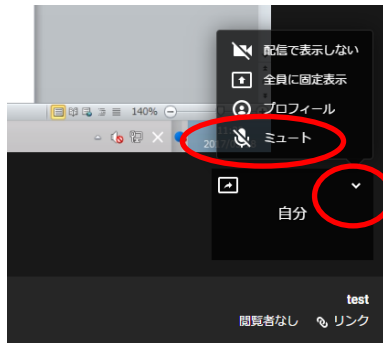 配信で表示しない
全員に固定表示
140%
プロフィール
ミュート
自分
test
閲覧者なし
リンク